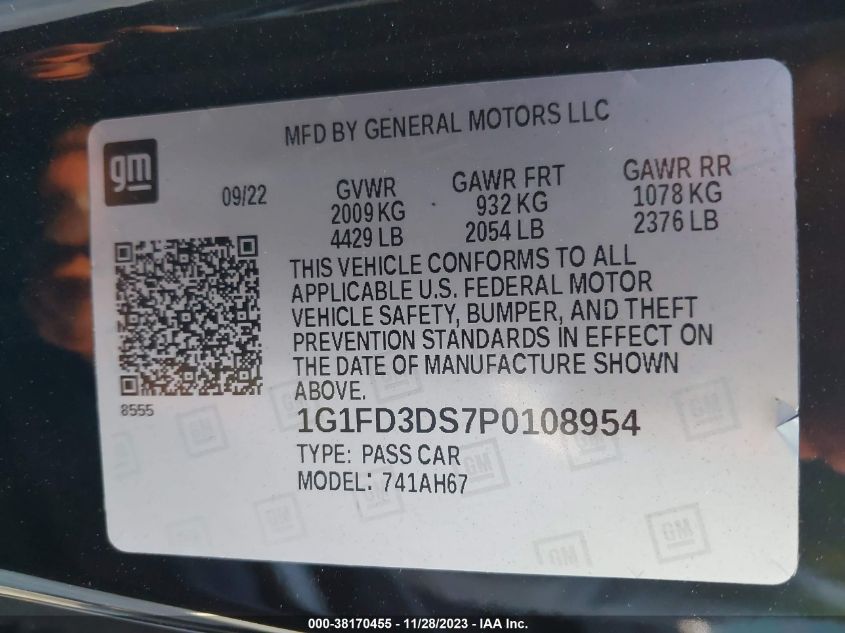 MFD BY GENERAL MOTORS LLC
gm
09/22
GVWR
2009 KG
4429 LB
GAWR FRT
932 KG
2054 LB
GAWR RR
1078 KG
2376 LB
THIS VEHICLE CONFORMS TO ALL
APPLICABLE U.S. FEDERAL MOTOR
VEHICLE SAFETY, BUMPER, AND THEFT
PREVENTION STANDARDS IN EFFECT ON
THE DATE OF MANUFACTURE SHOWN
ABOVE.
8555
1G1FD3DS7P0108954
TYPE: PASS CAR
MODEL: 741AH67
GM
GM
GM
000-38170455 - 11/28/2023 - IAA Inc.